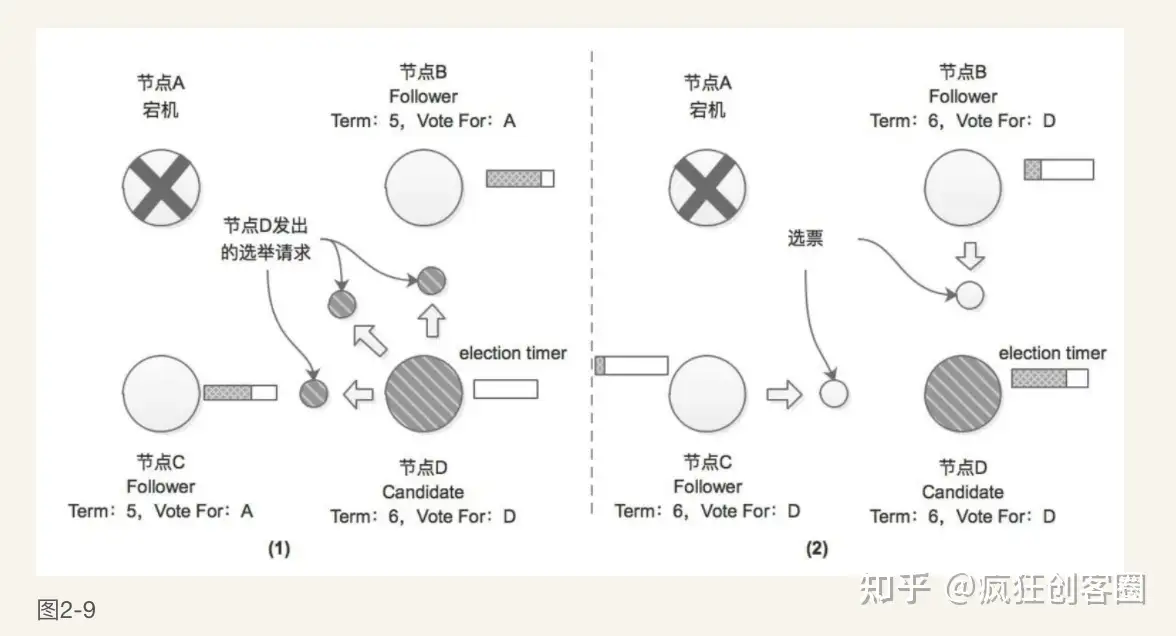 节点A
宕机
节点B
Follower
Term: 5, Vote For: A
节点D发出
的选举请求
election timer
节点C
Follower
Term: 5, Vote For: A
节点D
Candidate
Term: 6, Vote For: D
(1)
节点A
宕机
节点B
Follower
Term: 6, Vote For: D
选票
election timer
节点C
Follower
Term: 6, Vote For: D
节点D
Candidate
Term: 6, Vote For: D
(2)
图2-9
知乎 @疯狂创客圈